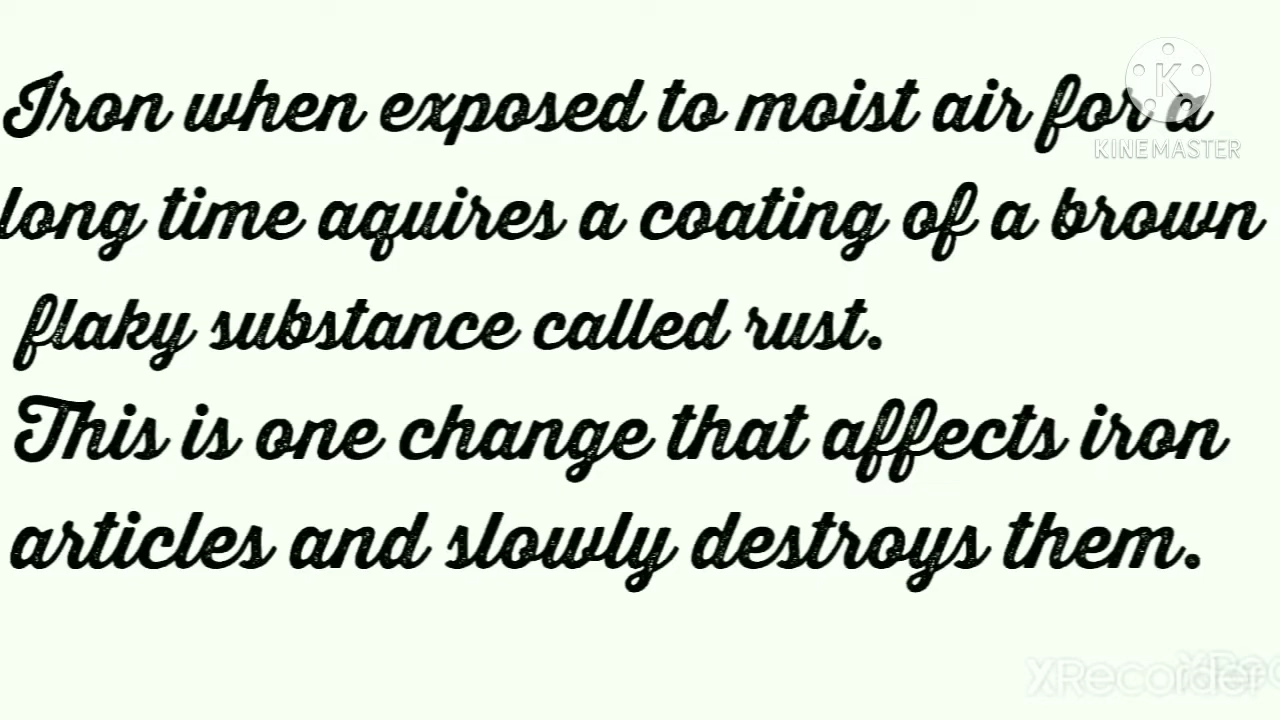 Iron when exposed to moist air for a
long time aquires a coating of a brown
flaky substance called rust.
This is one change that affects iron
articles and slowly destroys them.
K
KINEMASTER
XRecorder
XRecorder